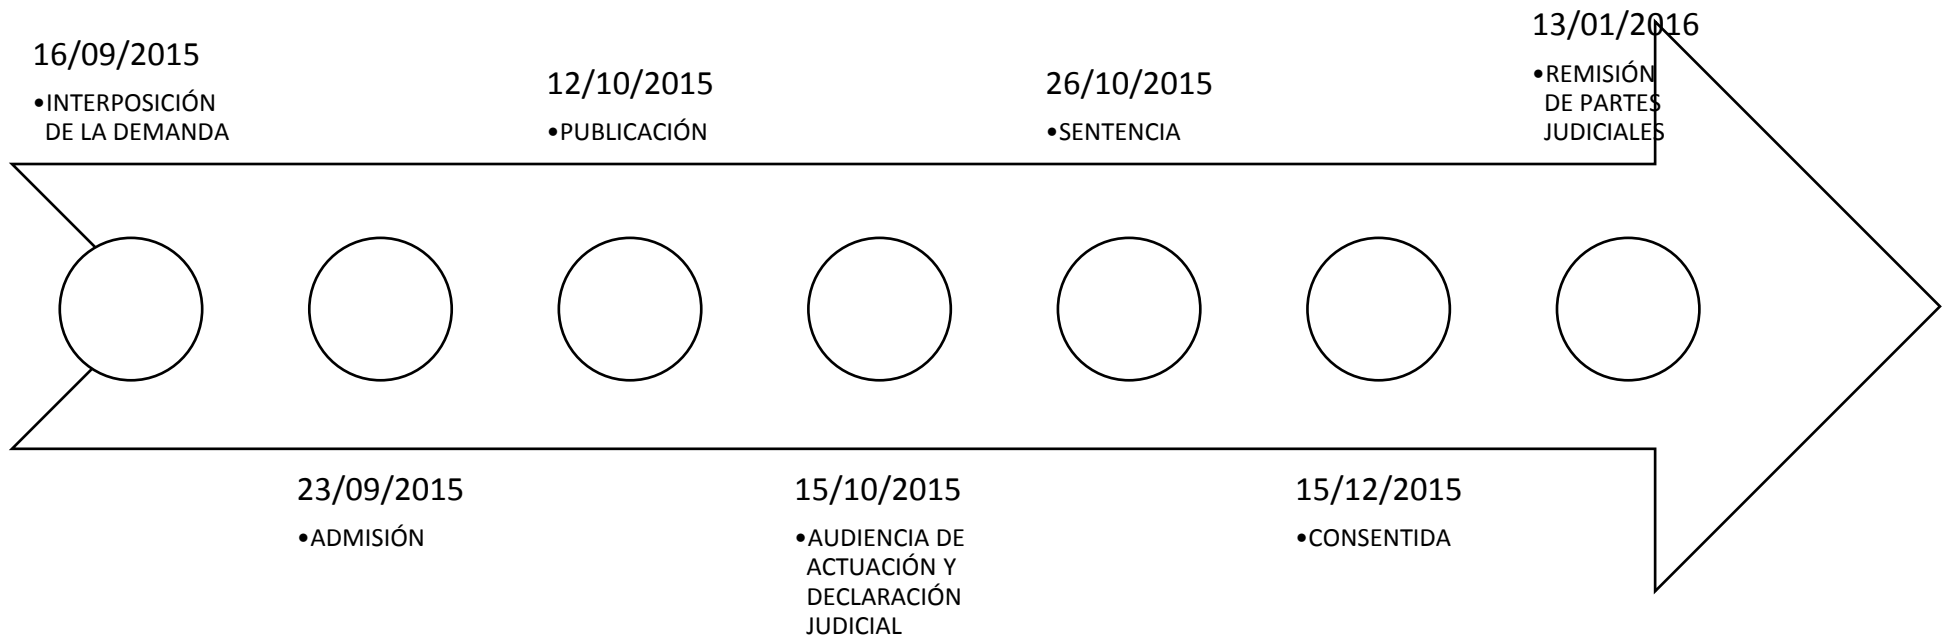 16/09/2015
•INTERPOSICIÓN
DE LA DEMANDA
23/09/2015
•ADMISIÓN
12/10/2015
•PUBLICACIÓN
15/10/2015
•AUDIENCIA DE
ACTUACIÓN Y
DECLARACIÓN
JUDICIAL
26/10/2015
•SENTENCIA
15/12/2015
•CONSENTIDA
13/01/2016
•REMISIÓN
DE PARTES
JUDICIALES